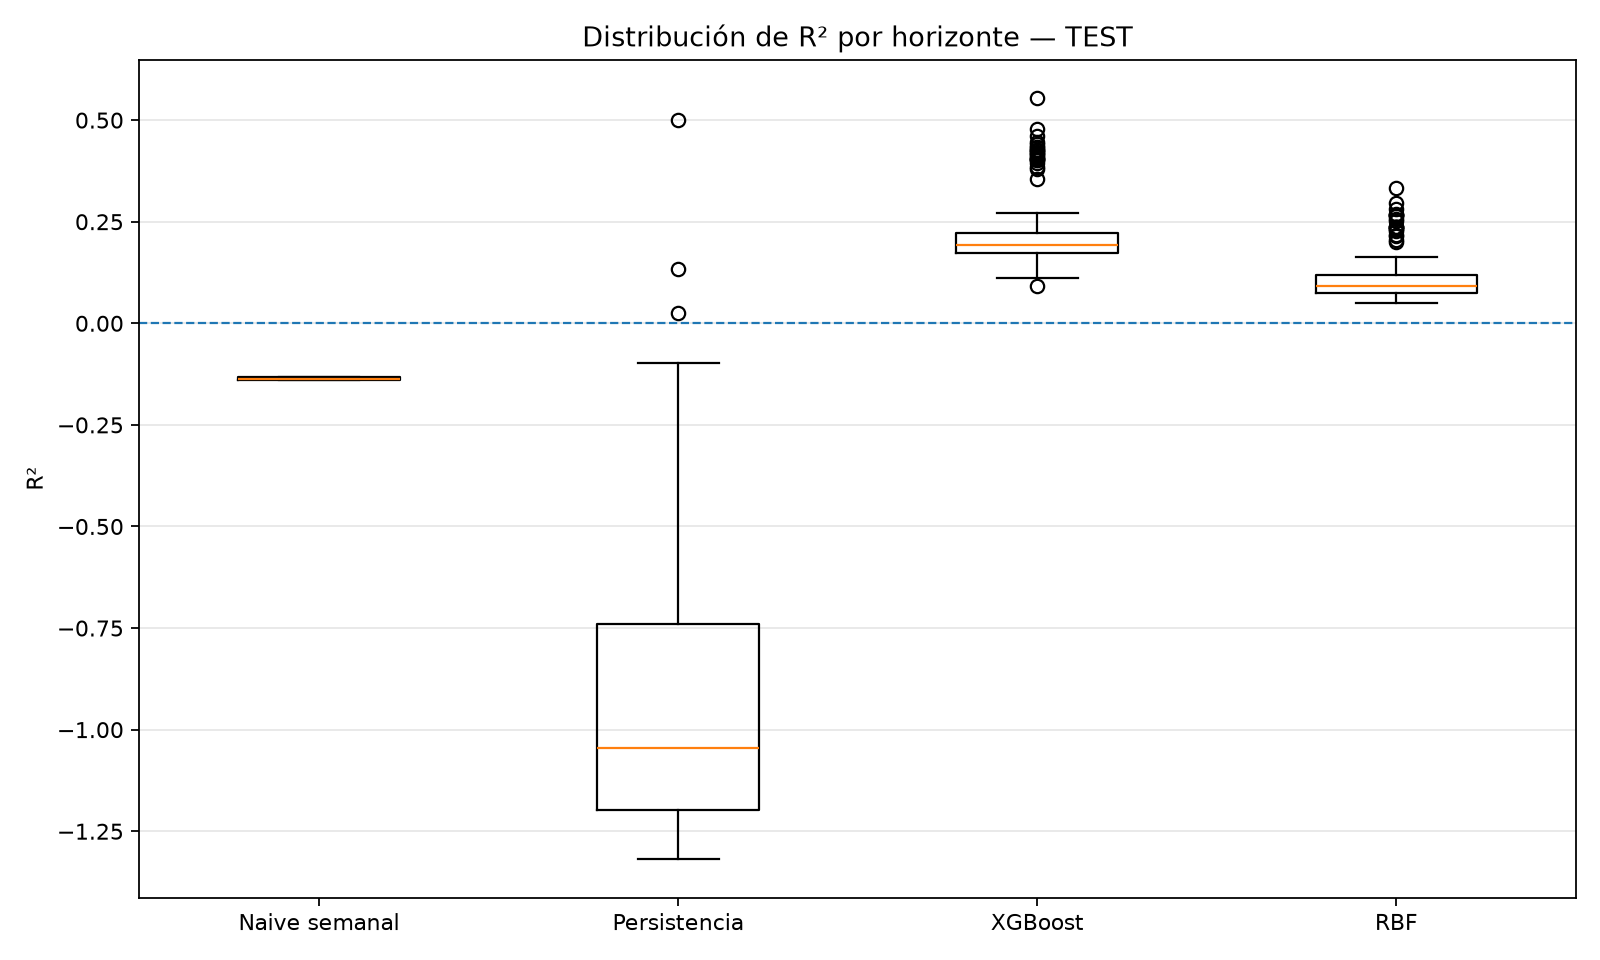 Distribución de R² por horizonte — TEST
R²
0.50
0.25
0.00
−0.25
−0.50
−0.75
−1.00
−1.25
Naive semanal
Persistencia
XGBoost
RBF